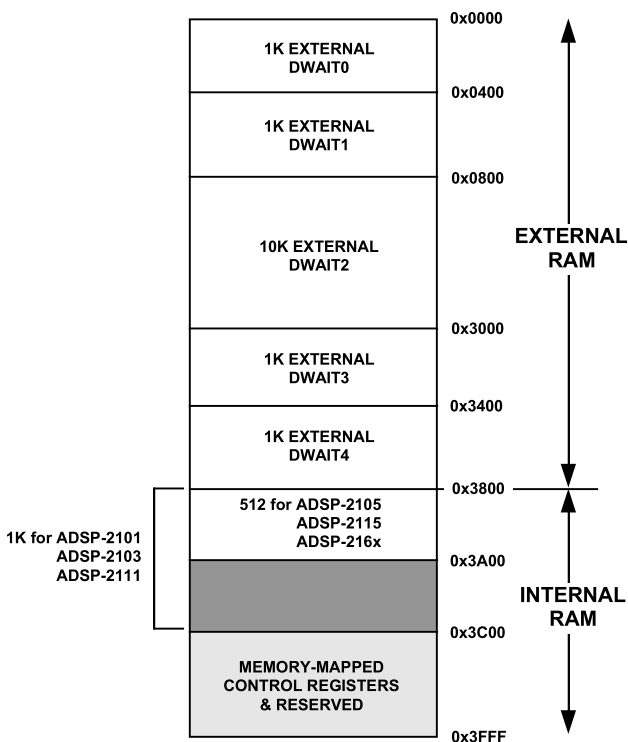 0x0000
1K EXTERNAL
DWAIT0
0x0400
1K EXTERNAL
DWAIT1
0x0800
10K EXTERNAL
DWAIT2
EXTERNAL
RAM
0x3000
1K EXTERNAL
DWAIT3
0x3400
1K EXTERNAL
DWAIT4
0x3800
512 for ADSP-2105
ADSP-2115
ADSP-216x
1K for ADSP-2101
ADSP-2103
ADSP-2111
0x3A00
INTERNAL
RAM
0x3C00
MEMORY-MAPPED
CONTROL REGISTERS
& RESERVED
0x3FFF